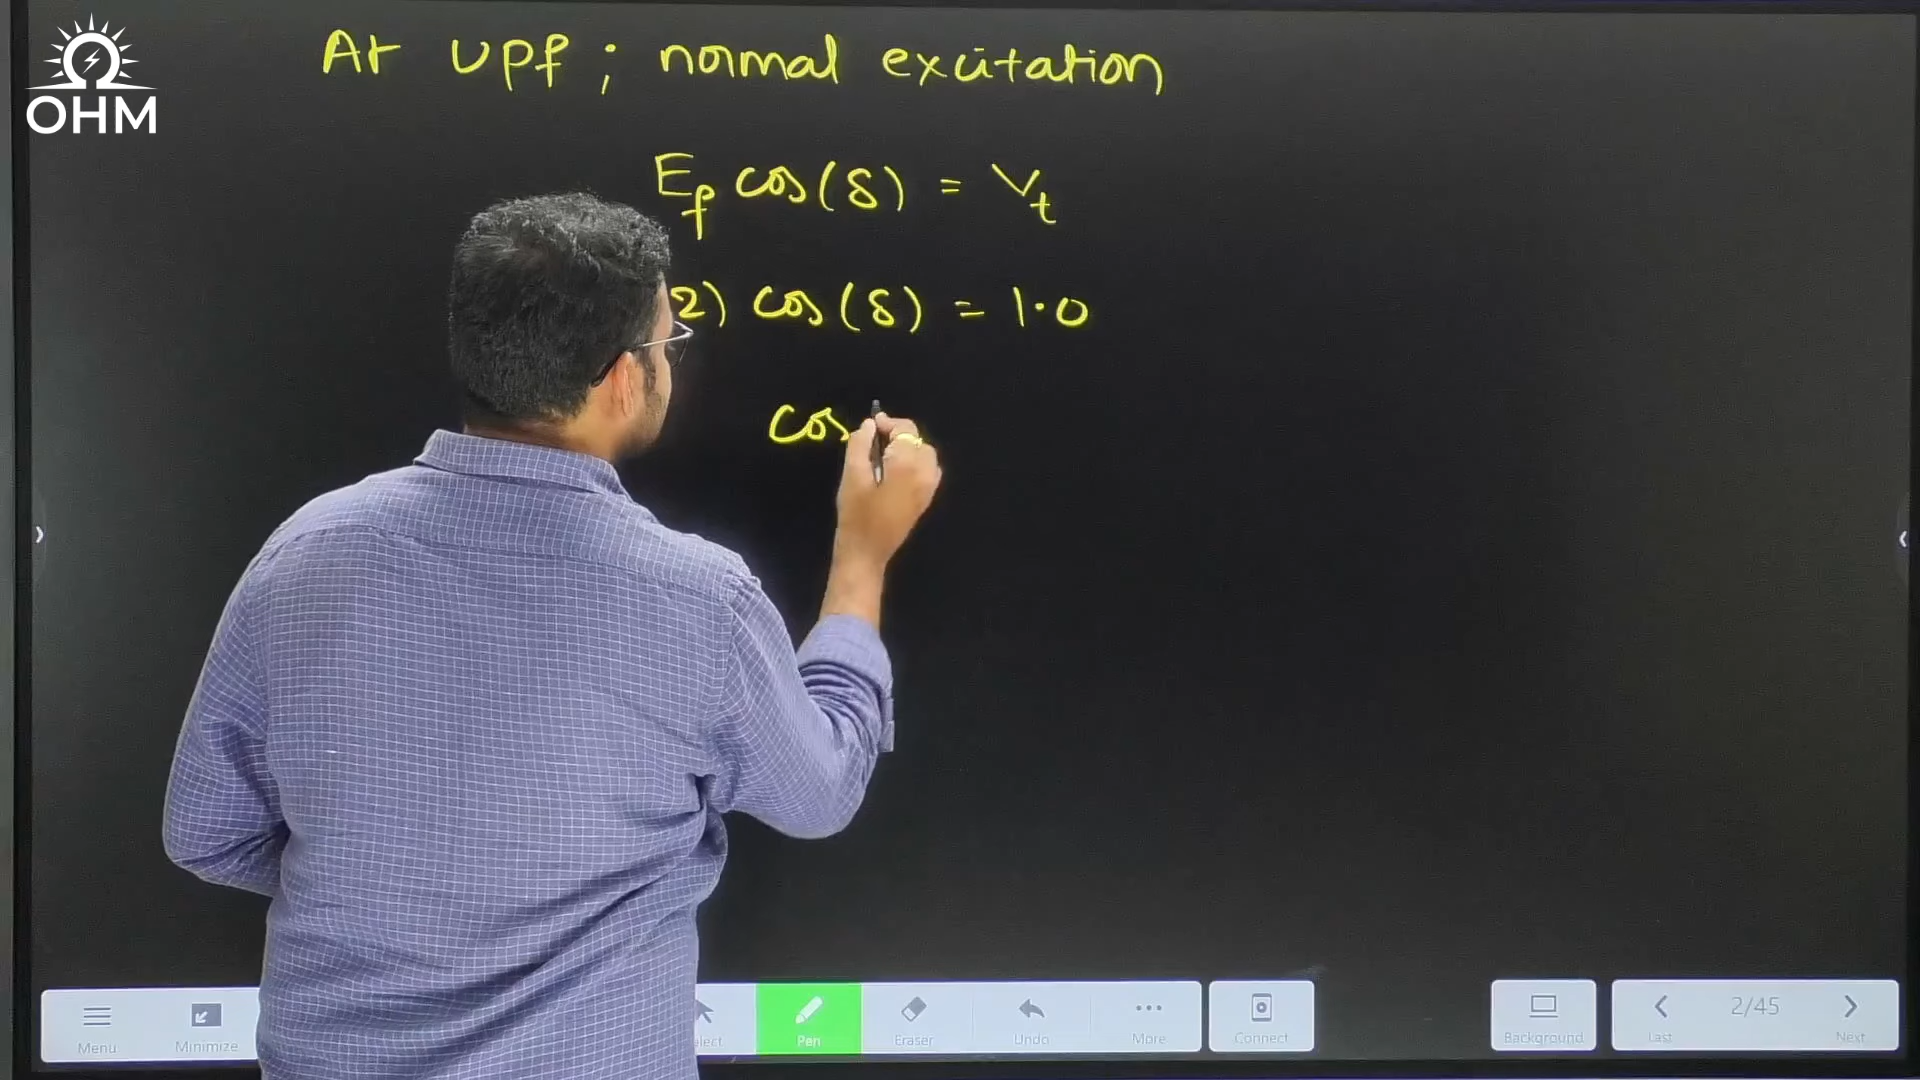 OHM
At UPF ; normal excitation
Ef cos(δ) = Vt
2) cos(δ) = 1.0
cos
Menu
Minimize
elect
Pen
Eraser
Undo
More
Connect
Background
Last
2/45
Next